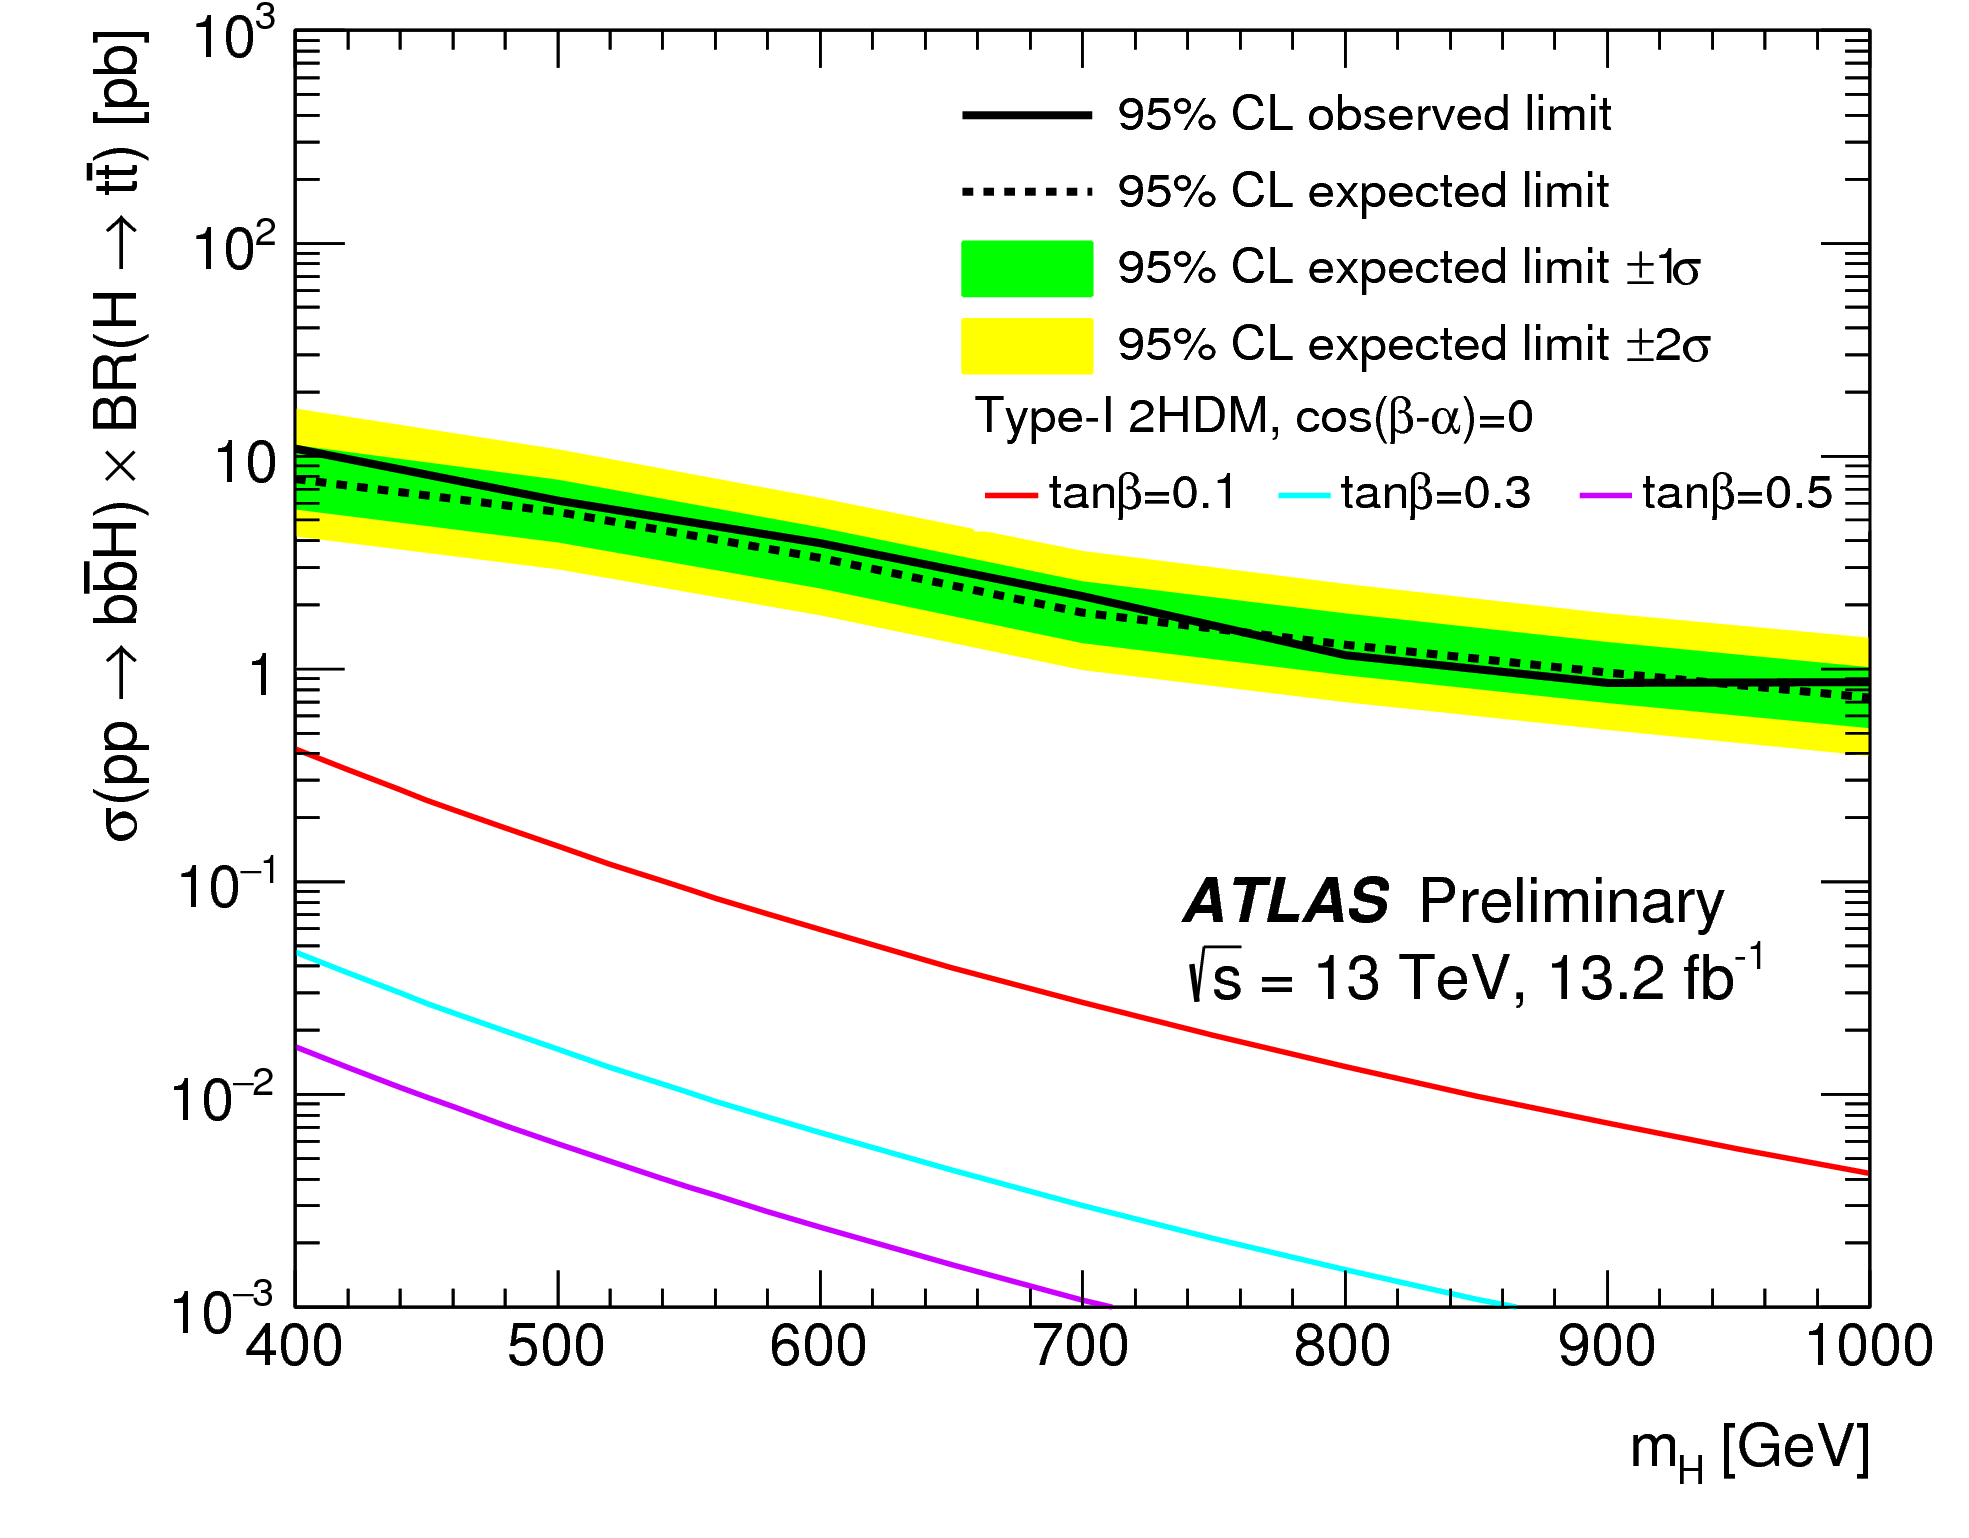 σ(pp → bb̄H) × BR(H → tt̄) [pb]
10³
10²
10
1
10⁻¹
10⁻²
10⁻³
95% CL observed limit
95% CL expected limit
95% CL expected limit ±1σ
95% CL expected limit ±2σ
Type-I 2HDM, cos(β-α)=0
tanβ=0.1 tanβ=0.3 tanβ=0.5
ATLAS Preliminary
√s = 13 TeV, 13.2 fb⁻¹
400 500 600 700 800 900 1000
m_H [GeV]